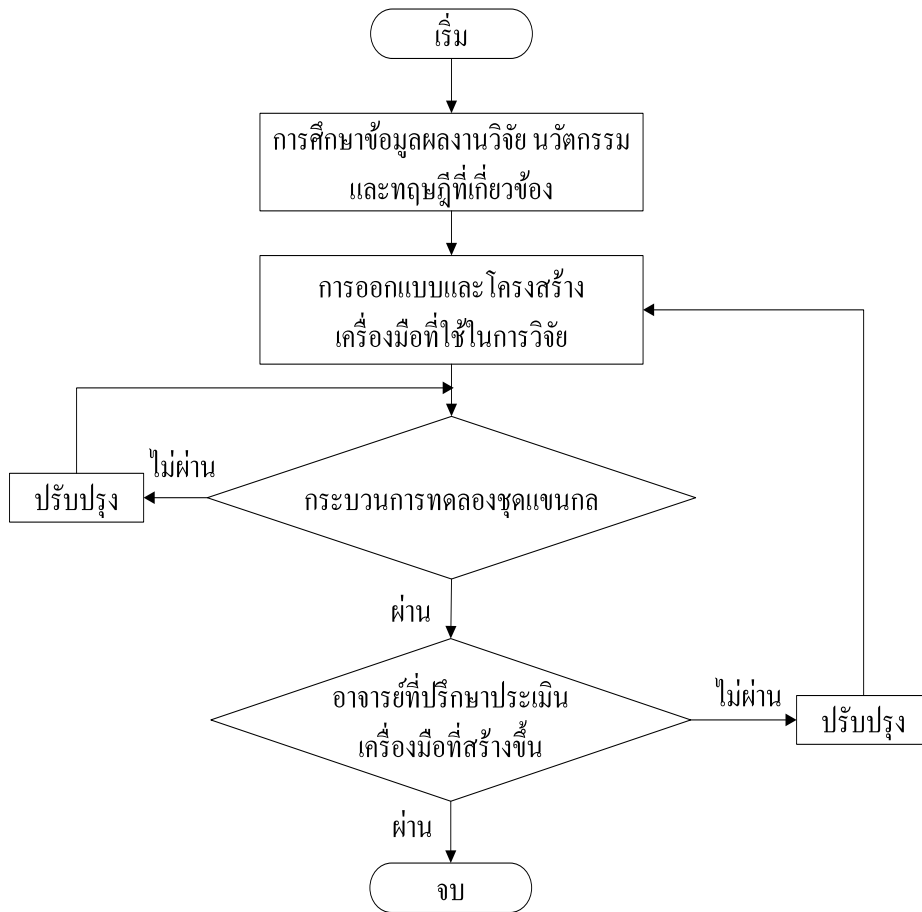 เริ่ม
การศึกษาข้อมูลผลงานวิจัย นวัตกรรม
และทฤษฎีที่เกี่ยวข้อง
การออกแบบและโครงสร้าง
เครื่องมือที่ใช้ในการวิจัย
ไม่ผ่าน
ปรับปรุง
กระบวนการทดลองชุดแขนกล
ผ่าน
อาจารย์ที่ปรึกษาประเมิน
เครื่องมือที่สร้างขึ้น
ไม่ผ่าน
ปรับปรุง
ผ่าน
จบ